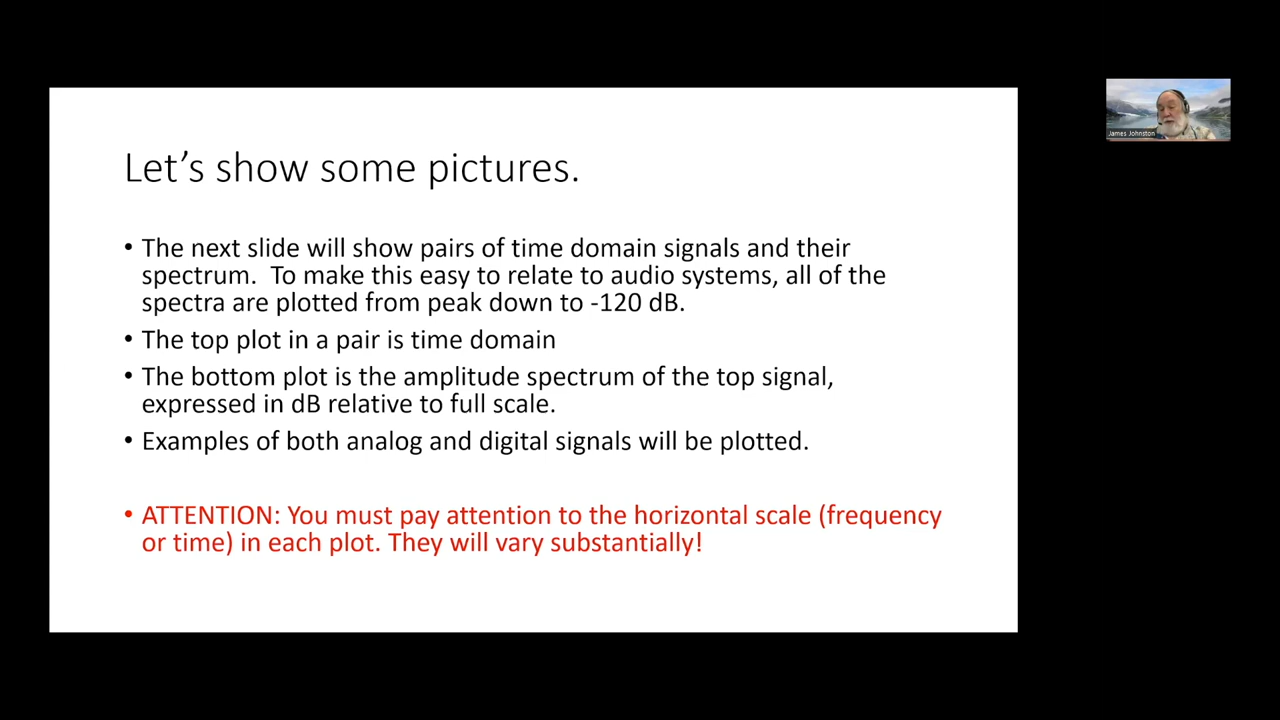 Let's show some pictures.
• The next slide will show pairs of time domain signals and their
spectrum.  To make this easy to relate to audio systems, all of the
spectra are plotted from peak down to -120 dB.
• The top plot in a pair is time domain
• The bottom plot is the amplitude spectrum of the top signal,
expressed in dB relative to full scale.
• Examples of both analog and digital signals will be plotted.
• ATTENTION: You must pay attention to the horizontal scale (frequency
or time) in each plot. They will vary substantially!
James Johnston